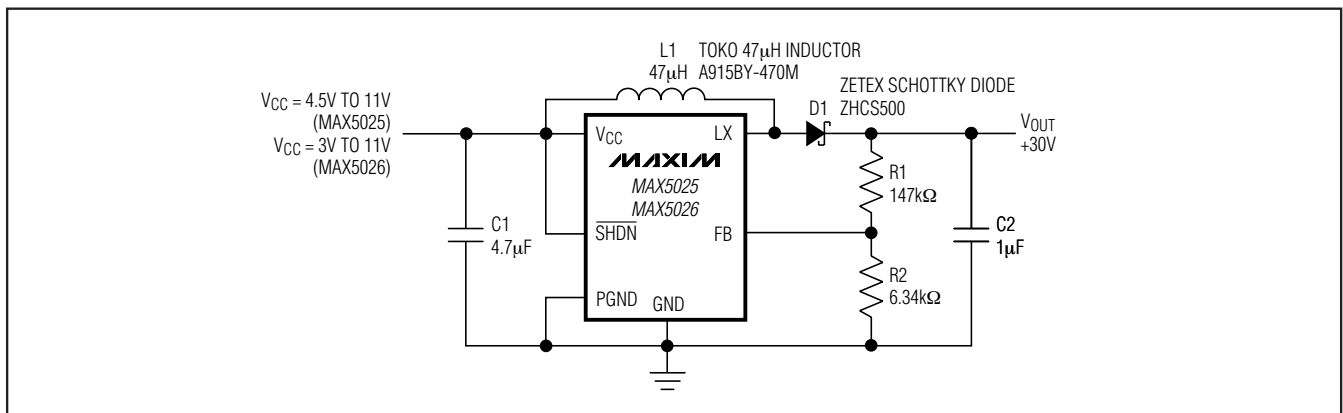 L1 TOKO 47µH INDUCTOR
47µH A915BY-470M
ZETEX SCHOTTKY DIODE
D1 ZHCS500
VCC = 4.5V TO 11V
(MAX5025)
VCC = 3V TO 11V
(MAX5026)
VCC
LX
VOUT
+30V
MAXIM
MAX5025
MAX5026
R1
147kΩ
C1
4.7µF
SHDN
FB
C2
1µF
R2
6.34kΩ
PGND
GND